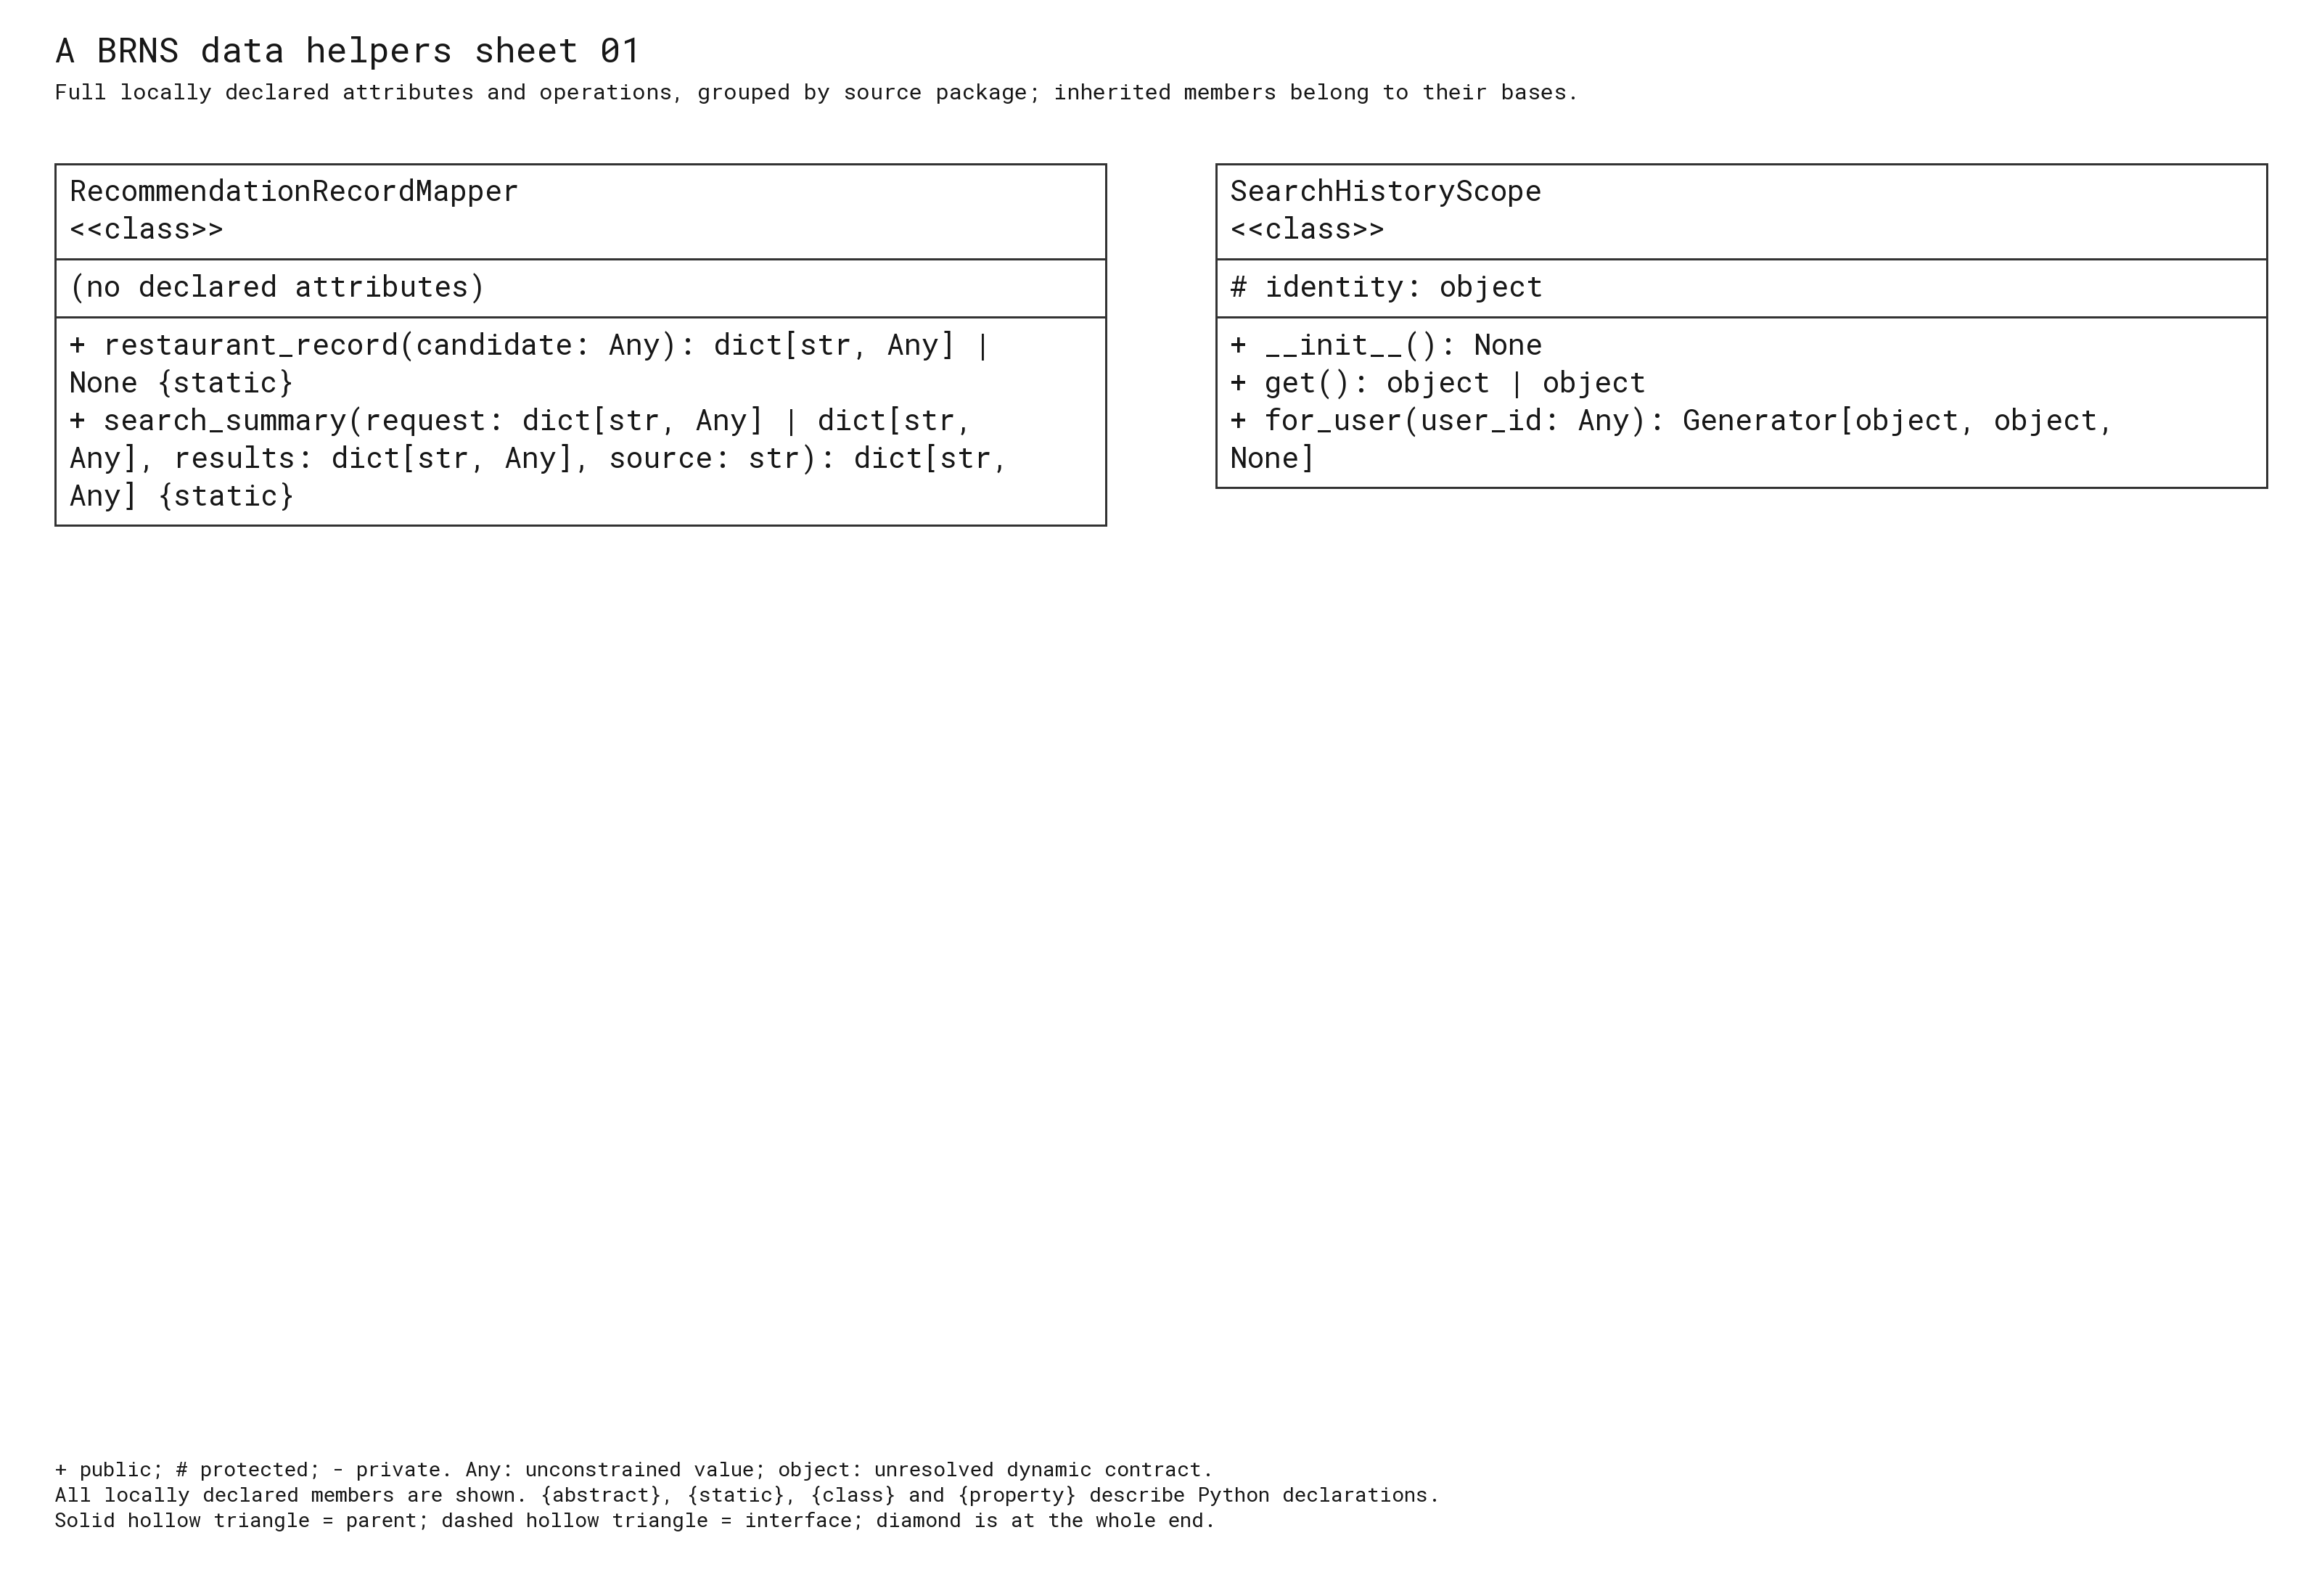 A BRNS data helpers sheet 01
Full locally declared attributes and operations, grouped by source package; inherited members belong to their bases.
RecommendationRecordMapper
<<class>>
(no declared attributes)
+ restaurant_record(candidate: Any): dict[str, Any] |
None {static}
+ search_summary(request: dict[str, Any] | dict[str,
Any], results: dict[str, Any], source: str): dict[str,
Any] {static}
SearchHistoryScope
<<class>>
# identity: object
+ __init__(): None
+ get(): object | object
+ for_user(user_id: Any): Generator[object, object,
None]
+ public; # protected; - private. Any: unconstrained value; object: unresolved dynamic contract.
All locally declared members are shown. {abstract}, {static}, {class} and {property} describe Python declarations.
Solid hollow triangle = parent; dashed hollow triangle = interface; diamond is at the whole end.